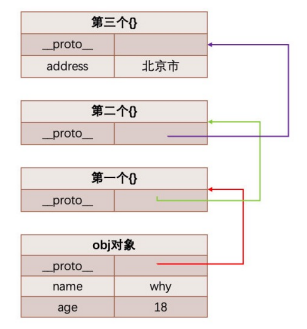 第三个{}
__proto__
address 北京市
第二个{}
__proto__
第一个{}
__proto__
obj对象
__proto__
name why
age 18